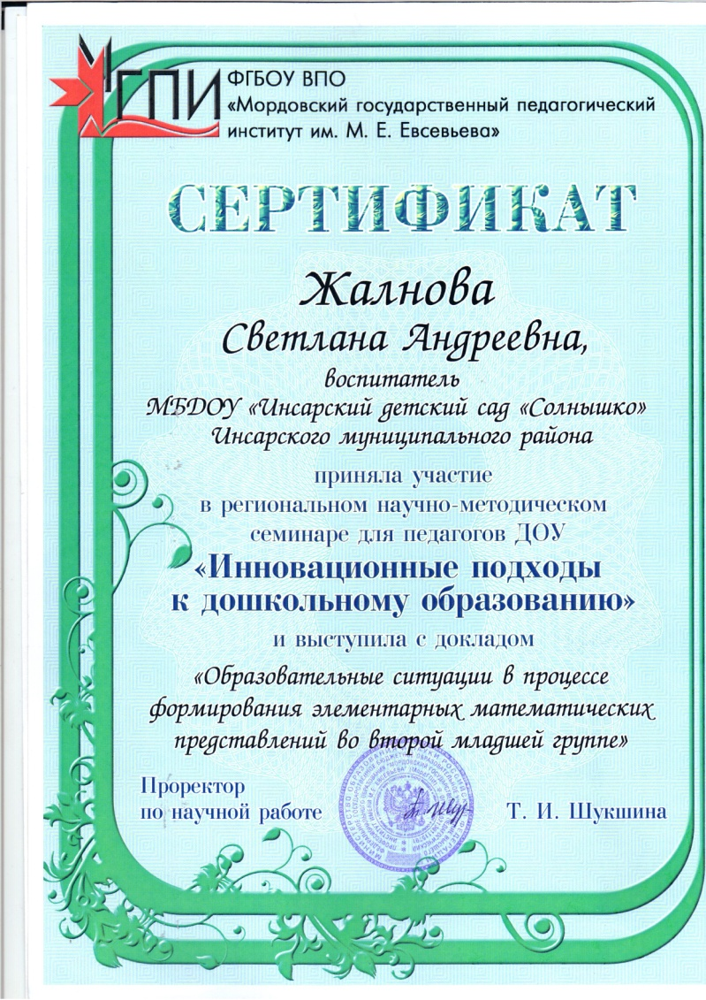 МГПИ
ФГБОУ ВПО
«Мордовский государственный педагогический
институт им. М. Е. Евсевьева»
СЕРТИФИКАТ
Жалнова
Светлана Андреевна,
воспитатель
МБДОУ «Инсарский детский сад «Солнышко»
Инсарского муниципального района
приняла участие
в региональном научно-методическом
семинаре для педагогов ДОУ
«Инновационные подходы
к дошкольному образованию»
и выступила с докладом
«Образовательные ситуации в процессе
формирования элементарных математических
представлений во второй младшей группе»
Проректор
по научной работе
Т. И. Шукшина